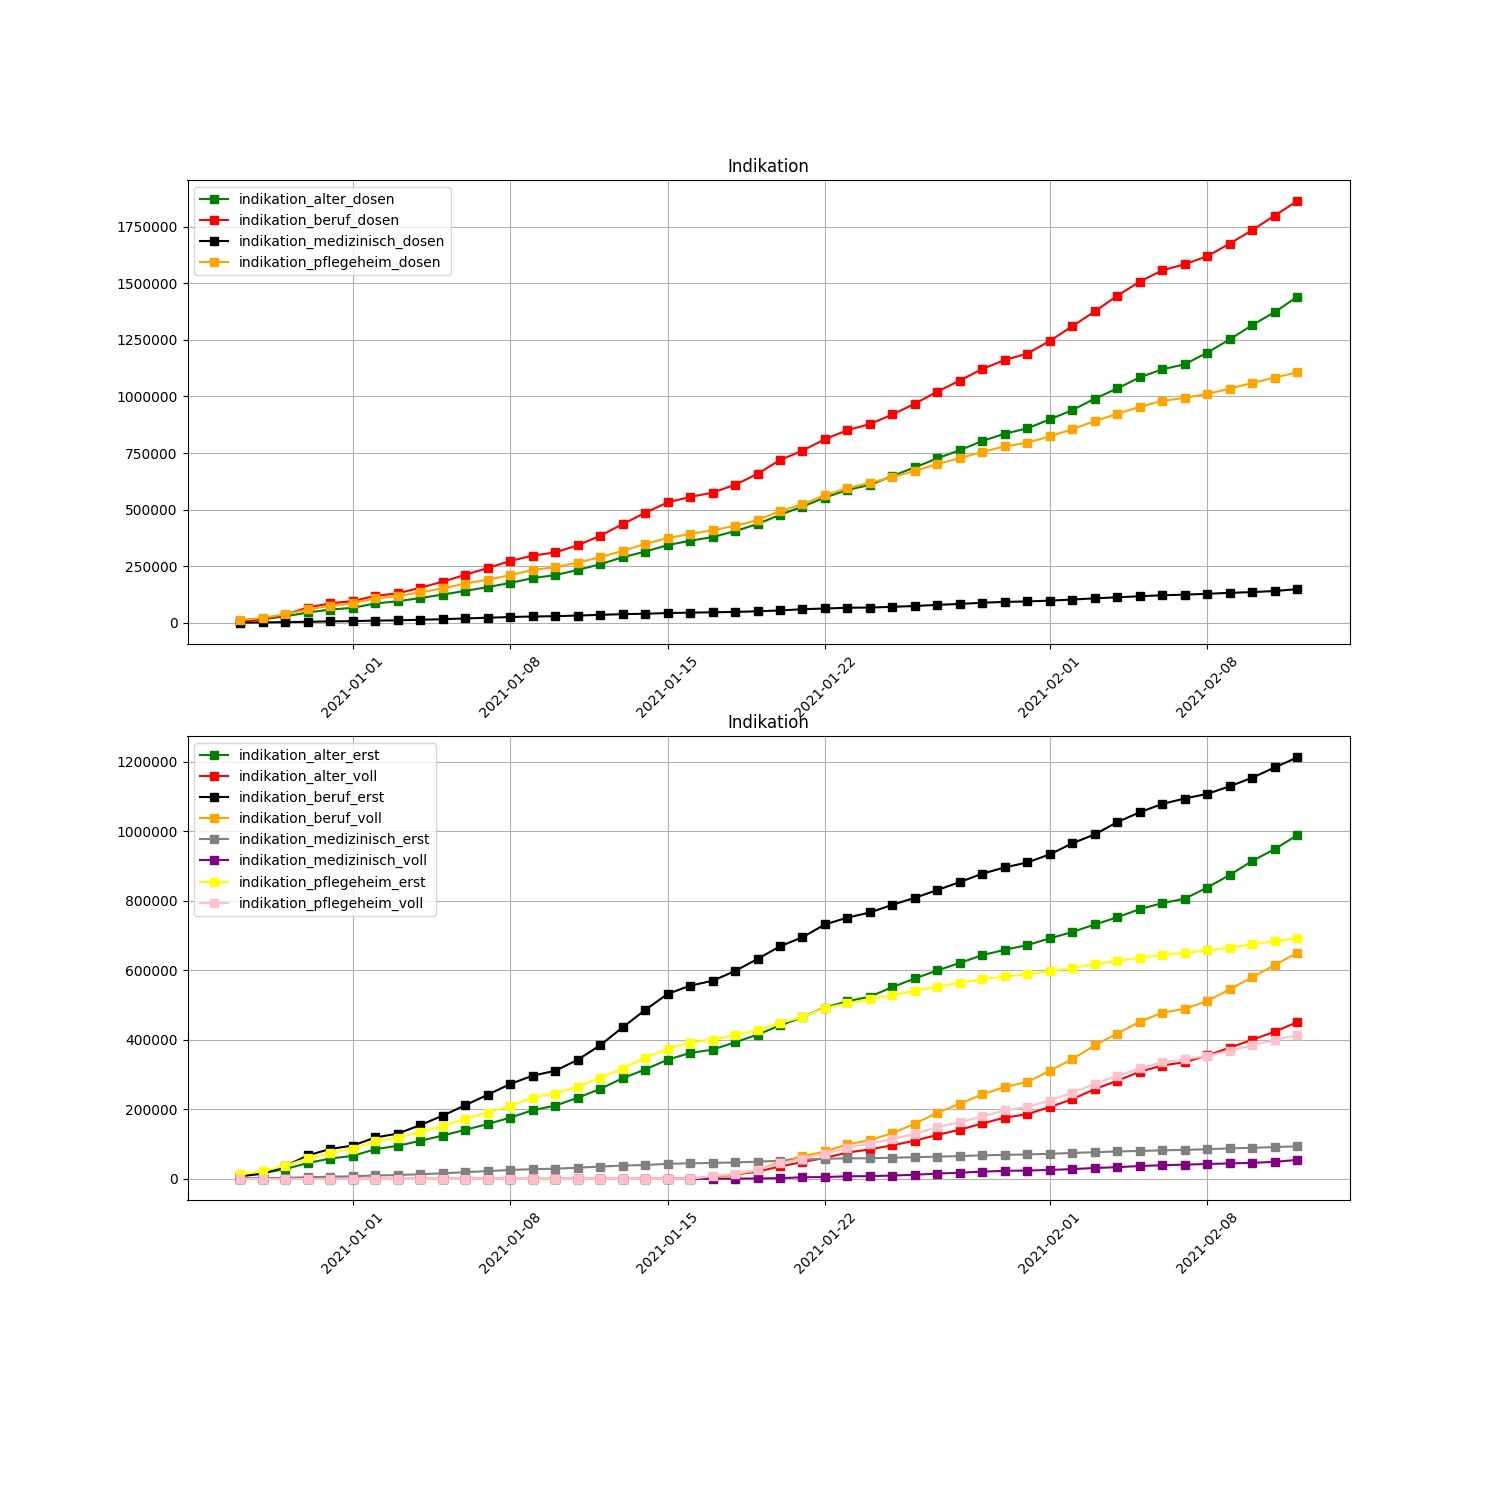 Indikation
indikation_alter_dosen
indikation_beruf_dosen
indikation_medizinisch_dosen
indikation_pflegeheim_dosen
1750000
1500000
1250000
1000000
750000
500000
250000
0
2021-01-01
2021-01-08
2021-01-15
2021-01-22
2021-02-01
2021-02-08
Indikation
indikation_alter_erst
indikation_alter_voll
indikation_beruf_erst
indikation_beruf_voll
indikation_medizinisch_erst
indikation_medizinisch_voll
indikation_pflegeheim_erst
indikation_pflegeheim_voll
1200000
1000000
800000
600000
400000
200000
0
2021-01-01
2021-01-08
2021-01-15
2021-01-22
2021-02-01
2021-02-08